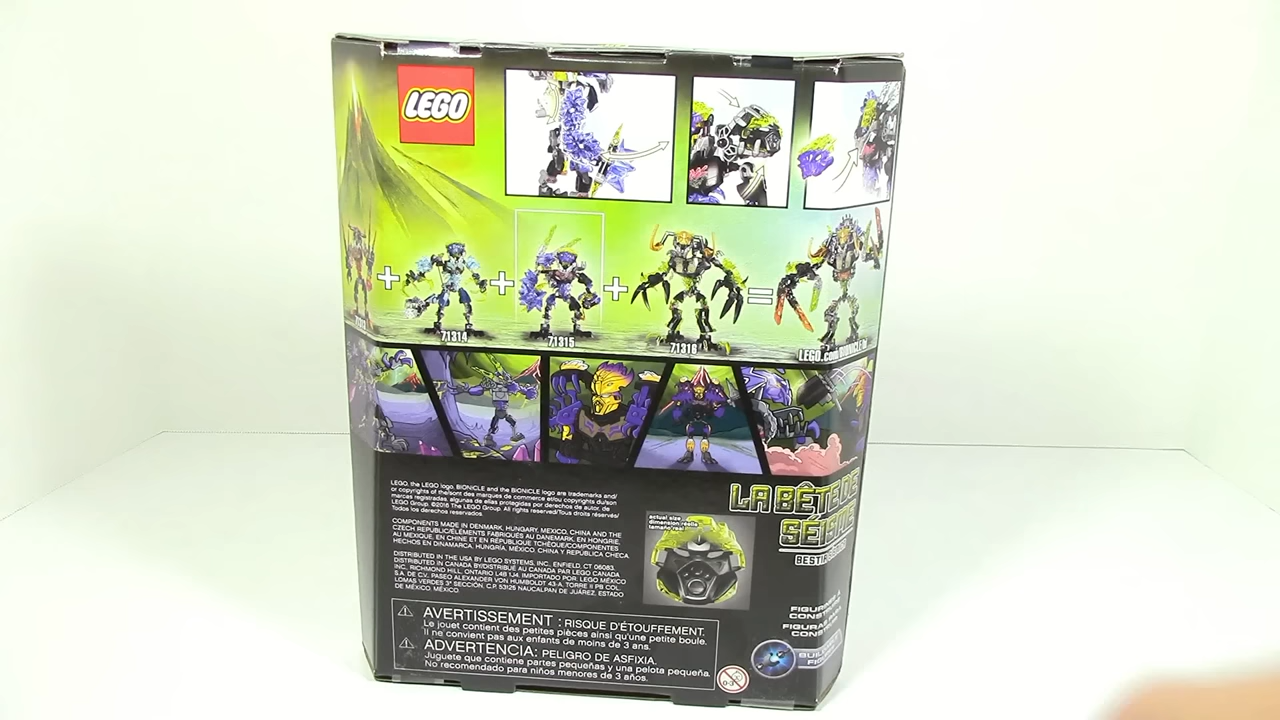 LEGO
+ + + =
71314
71315
71316
LEGO, the LEGO logo, BIONICLE and the BIONICLE logo are trademarks and/
or copyrights of the/sont des marques de commerce et/ou copyrights du/son
marcas registradas, algunas de ellas protegidas por derechos de autor, de
LEGO Group. ©2016 The LEGO Group. All rights reserved/Tous droits réservés/
Todos los derechos reservados.
COMPONENTS MADE IN DENMARK, HUNGARY, MEXICO, CHINA AND THE
CZECH REPUBLIC/ÉLÉMENTS FABRIQUÉS AU DANEMARK, EN HONGRIE,
AU MEXIQUE, EN CHINE ET EN RÉPUBLIQUE TCHÈQUE/COMPONENTES
HECHOS EN DINAMARCA, HUNGRÍA, MÉXICO, CHINA Y REPÚBLICA CHECA.
DISTRIBUTED IN THE USA BY LEGO SYSTEMS, INC., ENFIELD, CT 06083.
DISTRIBUTED IN CANADA BY/DISTRIBUÉ AU CANADA PAR LEGO CANADA
INC., RICHMOND HILL, ONTARIO L4B 1J4. IMPORTADO POR: LEGO MÉXICO
S.A. DE C.V. PASEO ALEXANDER VON HUMBOLDT 43-A, TORRE II PB COL.
LOMAS VERDES 3ª SECCIÓN. C.P. 53125 NAUCALPAN DE JUÁREZ, ESTADO
DE MÉXICO, MÉXICO.
AVERTISSEMENT : RISQUE D'ÉTOUFFEMENT.
Le jouet contient des petites pièces ainsi qu'une petite boule.
Il ne convient pas aux enfants de moins de 3 ans.
ADVERTENCIA: PELIGRO DE ASFIXIA.
Juguete que contiene partes pequeñas y una pelota pequeña.
No recomendado para niños menores de 3 años.
0-3
actual size
dimension réelle
tamaño real
LA BÊTE DE